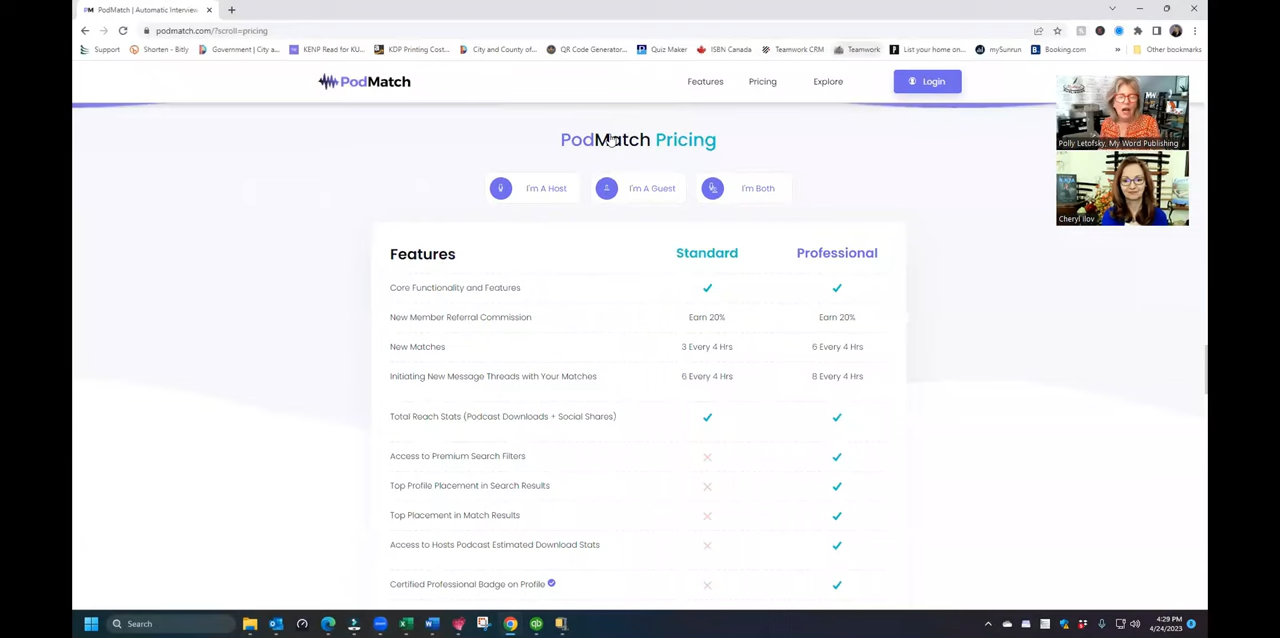 PM PodMatch | Automatic Interview
podmatch.com/?scroll=pricing
Support
Shorten - Bitly
Government | City a...
KENP Read for KU...
KDP Printing Cost...
City and County of...
QR Code Generator...
Quiz Maker
ISBN Canada
Teamwork CRM
Teamwork
List your home on...
mySunrun
Booking.com
»
Other bookmarks
PodMatch
Features
Pricing
Explore
Login
Polly Letofsky, My Word Publishing
Cheryl Ilov
PodMatch Pricing
I'm A Host
I'm A Guest
I'm Both
Features Standard Professional
Core Functionality and Features
New Member Referral Commission Earn 20% Earn 20%
New Matches 3 Every 4 Hrs 6 Every 4 Hrs
Initiating New Message Threads with Your Matches 6 Every 4 Hrs 8 Every 4 Hrs
Total Reach Stats (Podcast Downloads + Social Shares)
Access to Premium Search Filters
Top Profile Placement in Search Results
Top Placement in Match Results
Access to Hosts Podcast Estimated Download Stats
Certified Professional Badge on Profile
Search
4:29 PM
4/24/2023